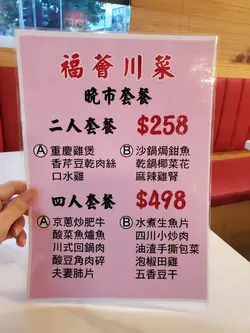 福薈川菜
晥市套餐
二人套餐 $258
Ⓐ 重慶雞煲 Ⓑ 沙鍋焗鉗魚
香芹豆乾肉絲 乾鍋椰菜花
口水雞 麻辣雞腎
四人套餐 $498
Ⓐ 京蔥炒肥牛 Ⓑ 水煮生魚片
酸菜魚爐魚 四川小炒肉
川式回鍋肉 油渣手撕包菜
酸豆角肉碎 泡椒田雞
夫妻肺片 五香豆干